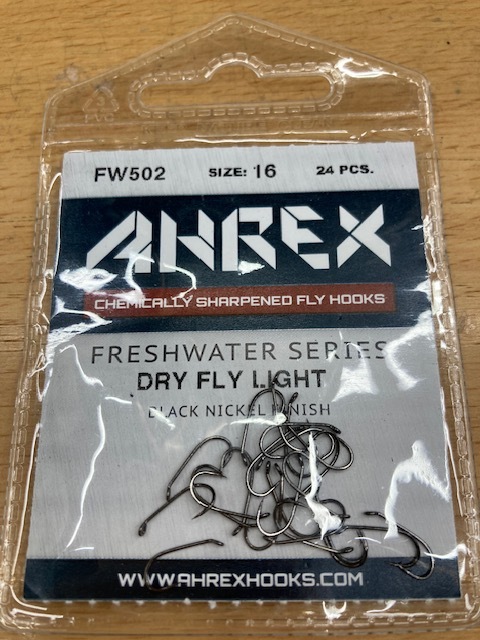 FW502 SIZE: 16 24 PCS.
AHREX
CHEMICALLY SHARPENED FLY HOOKS
FRESHWATER SERIES
DRY FLY LIGHT
BLACK NICKEL FINISH
WWW.AHREXHOOKS.COM